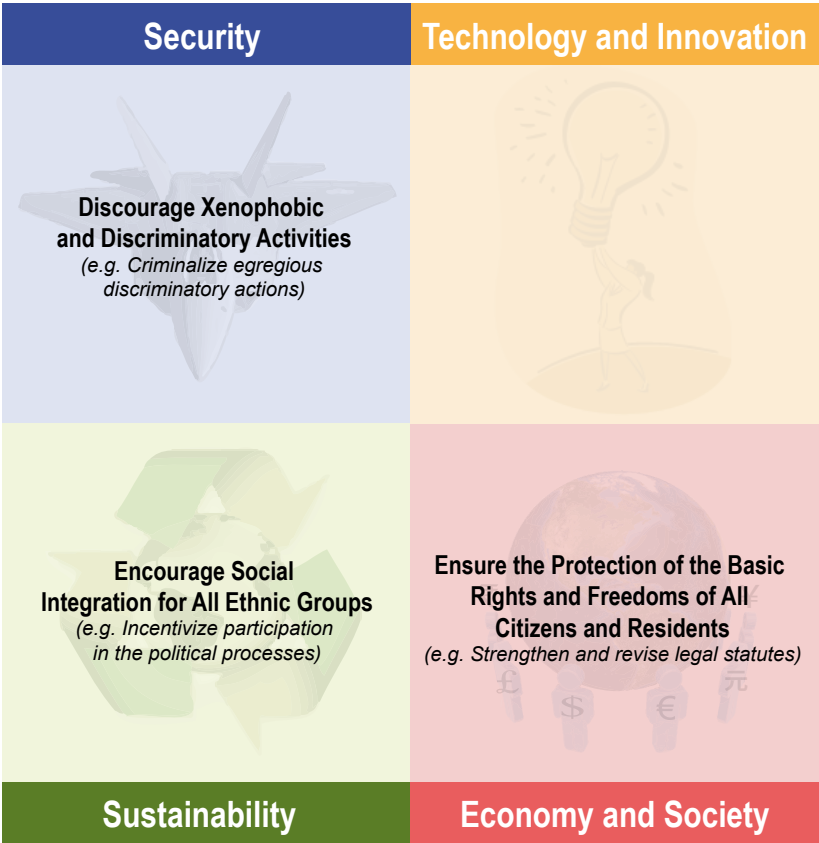 Security
Technology and Innovation
Discourage Xenophobic
and Discriminatory Activities
(e.g. Criminalize egregious
discriminatory actions)
Encourage Social
Integration for All Ethnic Groups
(e.g. Incentivize participation
in the political processes)
Ensure the Protection of the Basic
Rights and Freedoms of All
Citizens and Residents
(e.g. Strengthen and revise legal statutes)
¥
£
$
€
元
Sustainability
Economy and Society